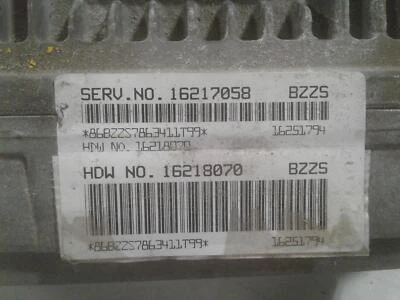 SERV.NO. 16217058 BZZS
*86BZZS7863411T99* 16251794
HDW NO. 16218070
HDW NO. 16218070 BZZS
*86BZZS7863411T99* 16251794